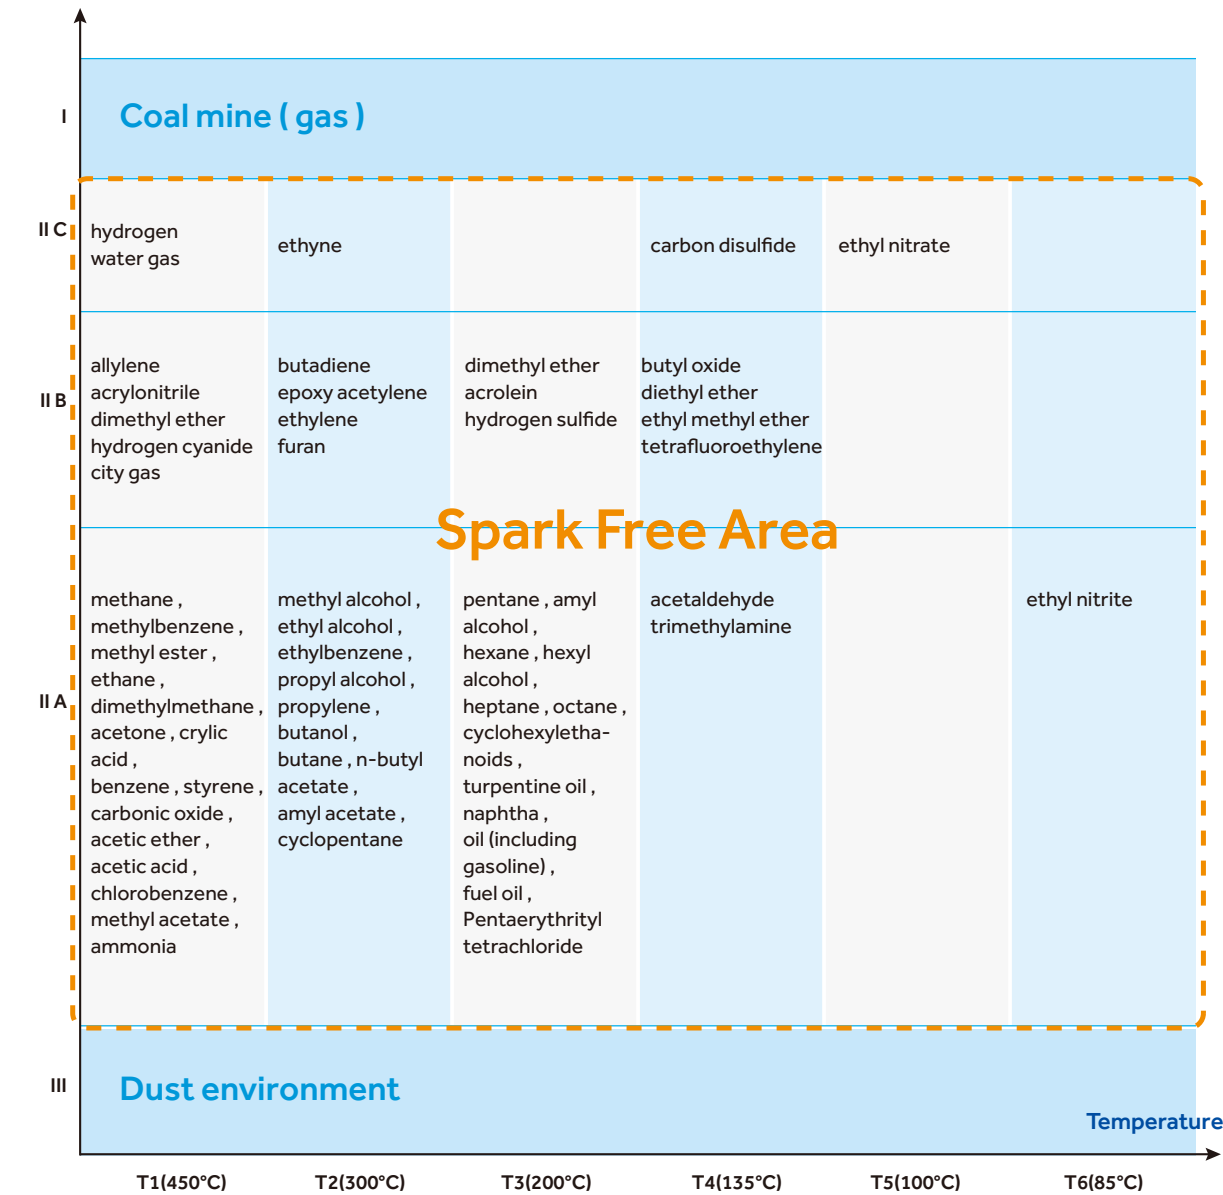 I
Coal mine ( gas )
II C
hydrogen
water gas
ethyne
carbon disulfide
ethyl nitrate
II B
allylene
acrylonitrile
dimethyl ether
hydrogen cyanide
city gas
butadiene
epoxy acetylene
ethylene
furan
dimethyl ether
acrolein
hydrogen sulfide
butyl oxide
diethyl ether
ethyl methyl ether
tetrafluoroethylene
Spark Free Area
II A
methane ,
methylbenzene ,
methyl ester ,
ethane ,
dimethylmethane ,
acetone , crylic
acid ,
benzene , styrene ,
carbonic oxide ,
acetic ether ,
acetic acid ,
chlorobenzene ,
methyl acetate ,
ammonia
methyl alcohol ,
ethyl alcohol ,
ethylbenzene ,
propyl alcohol ,
propylene ,
butanol ,
butane , n-butyl
acetate ,
amyl acetate ,
cyclopentane
pentane , amyl
alcohol ,
hexane , hexyl
alcohol ,
heptane , octane ,
cyclohexyletha-
noids ,
turpentine oil ,
naphtha ,
oil (including
gasoline) ,
fuel oil ,
Pentaerythrityl
tetrachloride
acetaldehyde
trimethylamine
ethyl nitrite
III
Dust environment
Temperature
T1(450°C)
T2(300°C)
T3(200°C)
T4(135°C)
T5(100°C)
T6(85°C)